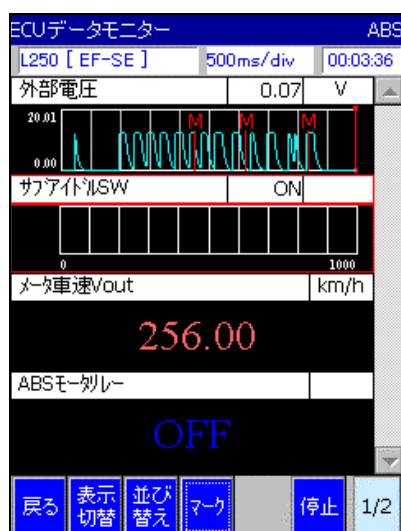 ECUデータモニター ABS
L250 [ EF-SE ] 500ms/div 00:03:36
外部電圧 0.07 V
20.01
M M M
0.00
サブアイドルSW ON
0 1000
メータ車速Vout km/h
256.00
ABSモータリレー
OFF
戻る 表示切替 並び替え マーク 停止 1/2